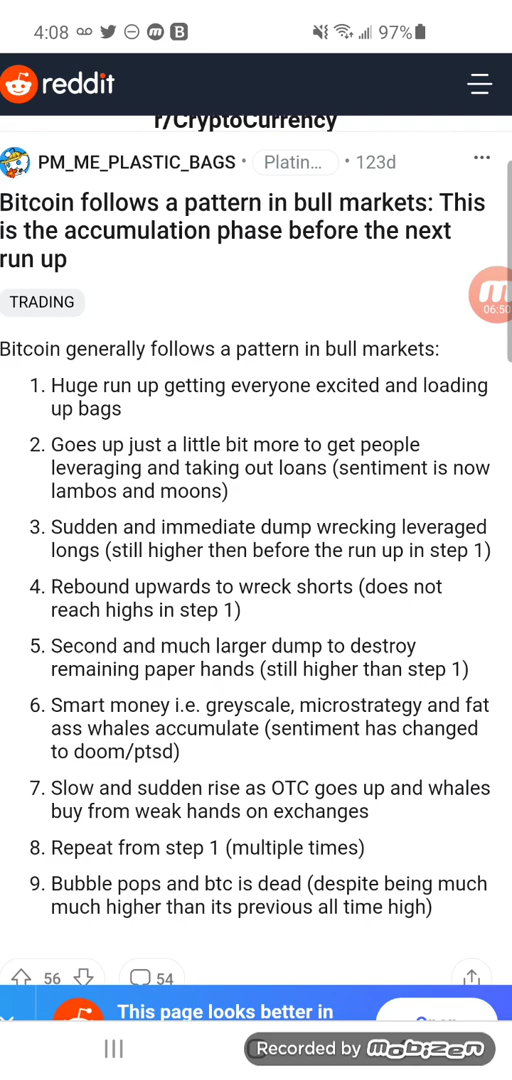 4:08
97%
reddit
r/CryptoCurrency
PM_ME_PLASTIC_BAGS • Platin... • 123d
Bitcoin follows a pattern in bull markets: This
is the accumulation phase before the next
run up
TRADING
06:50
Bitcoin generally follows a pattern in bull markets:
1. Huge run up getting everyone excited and loading
up bags
2. Goes up just a little bit more to get people
leveraging and taking out loans (sentiment is now
lambos and moons)
3. Sudden and immediate dump wrecking leveraged
longs (still higher then before the run up in step 1)
4. Rebound upwards to wreck shorts (does not
reach highs in step 1)
5. Second and much larger dump to destroy
remaining paper hands (still higher than step 1)
6. Smart money i.e. greyscale, microstrategy and fat
ass whales accumulate (sentiment has changed
to doom/ptsd)
7. Slow and sudden rise as OTC goes up and whales
buy from weak hands on exchanges
8. Repeat from step 1 (multiple times)
9. Bubble pops and btc is dead (despite being much
much higher than its previous all time high)
56
54
This page looks better in
Recorded by mobizen